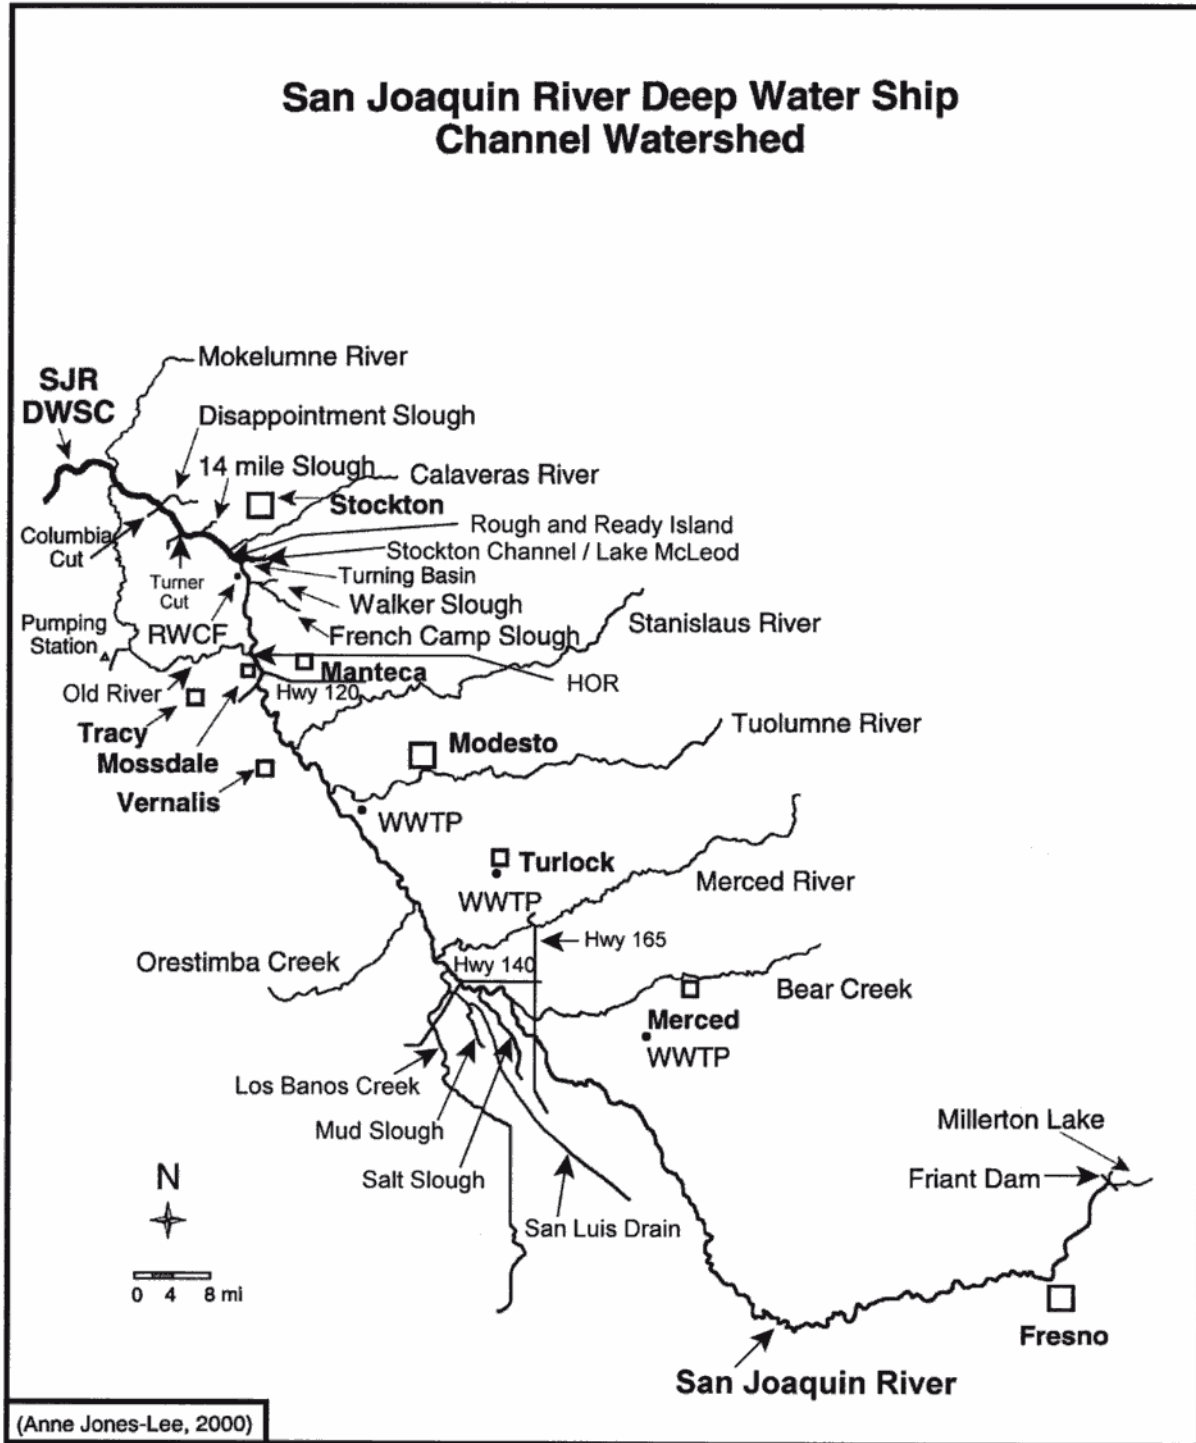 San Joaquin River Deep Water Ship
Channel Watershed
Mokelumne River
SJR
DWSC
Disappointment Slough
14 mile Slough
Calaveras River
Stockton
Rough and Ready Island
Columbia
Cut
Stockton Channel / Lake McLeod
Turning Basin
Turner
Cut
Walker Slough
Pumping
Station
RWCF
French Camp Slough
Stanislaus River
Manteca
HOR
Old River
Hwy 120
Tracy
Mossdale
Vernalis
Modesto
Tuolumne River
WWTP
Turlock
WWTP
Merced River
Hwy 165
Orestimba Creek
Hwy 140
Bear Creek
Merced
WWTP
Los Banos Creek
Mud Slough
Salt Slough
San Luis Drain
Millerton Lake
Friant Dam
N
0 4 8 mi
Fresno
San Joaquin River
(Anne Jones-Lee, 2000)